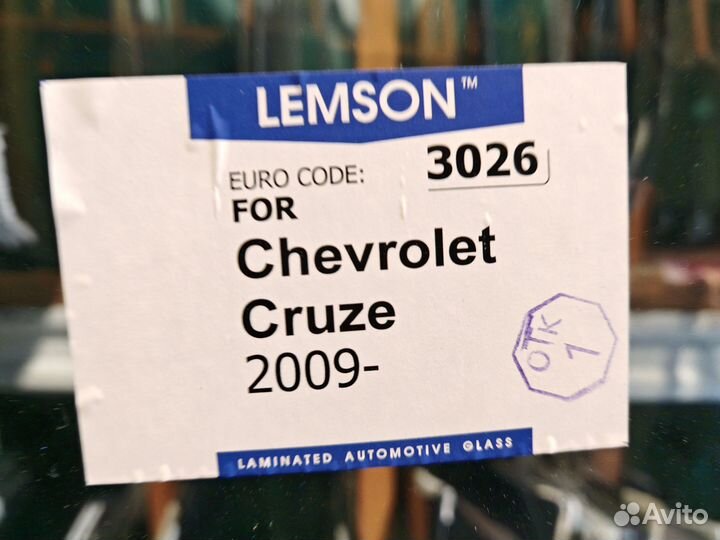 LEMSON™
EURO CODE: 3026
FOR
Chevrolet
Cruze
2009-
ОТК
1
LAMINATED AUTOMOTIVE GLASS
Avito